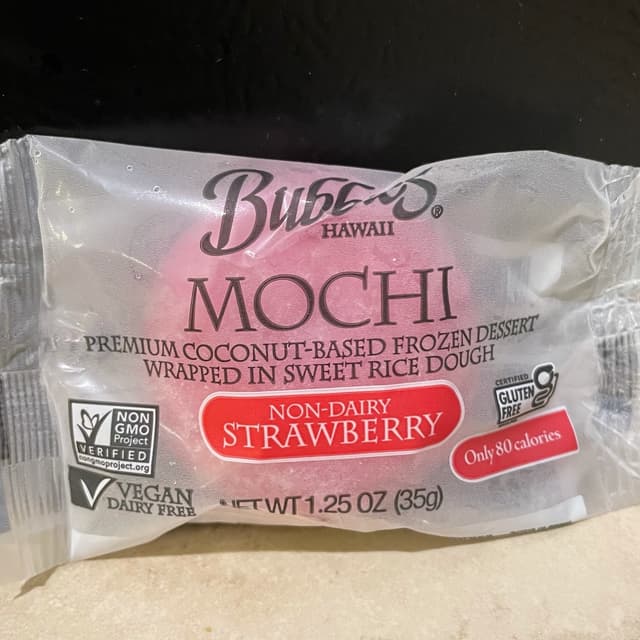 Bubbies®
HAWAII
MOCHI
PREMIUM COCONUT-BASED FROZEN DESSERT
WRAPPED IN SWEET RICE DOUGH
NON-DAIRY
STRAWBERRY
NON
GMO
Project
VERIFIED
nongmoproject.org
VEGAN
DAIRY FREE
CERTIFIED
GLUTEN
FREE
Only 80 calories
NET WT 1.25 OZ (35g)